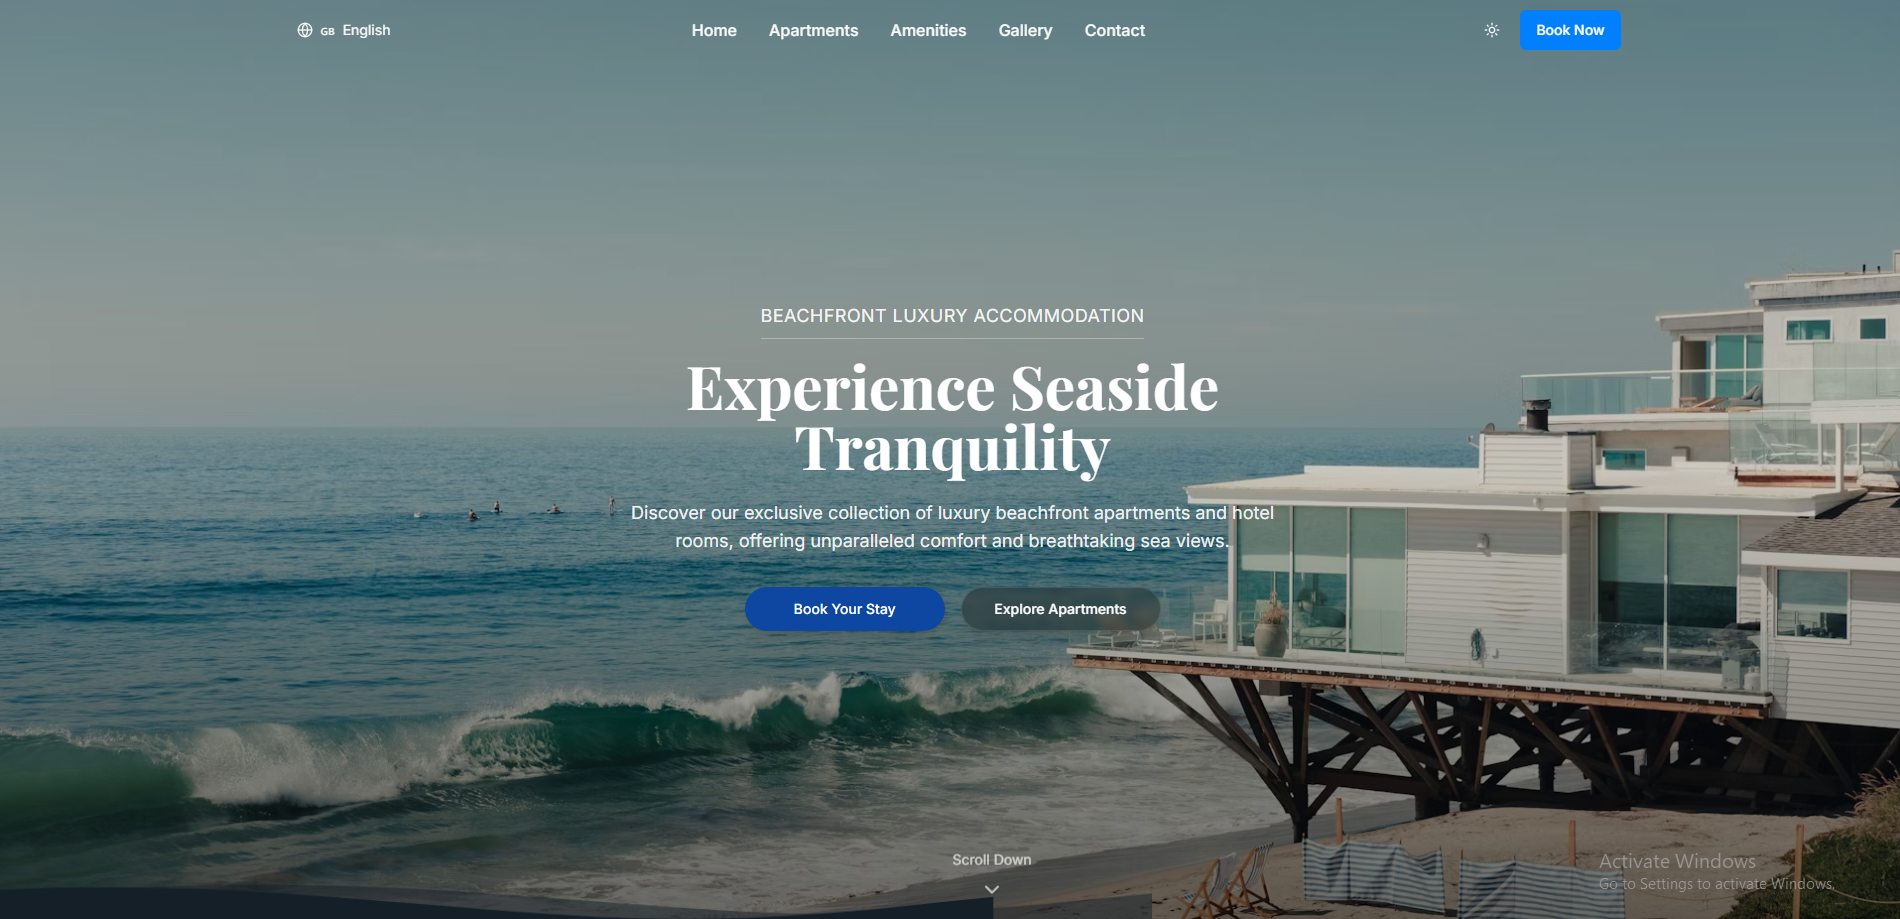 GB English
Home Apartments Amenities Gallery Contact
Book Now
BEACHFRONT LUXURY ACCOMMODATION
Experience Seaside
Tranquility
Discover our exclusive collection of luxury beachfront apartments and hotel
rooms, offering unparalleled comfort and breathtaking sea views.
Book Your Stay
Explore Apartments
Scroll Down
Activate Windows
Go to Settings to activate Windows.